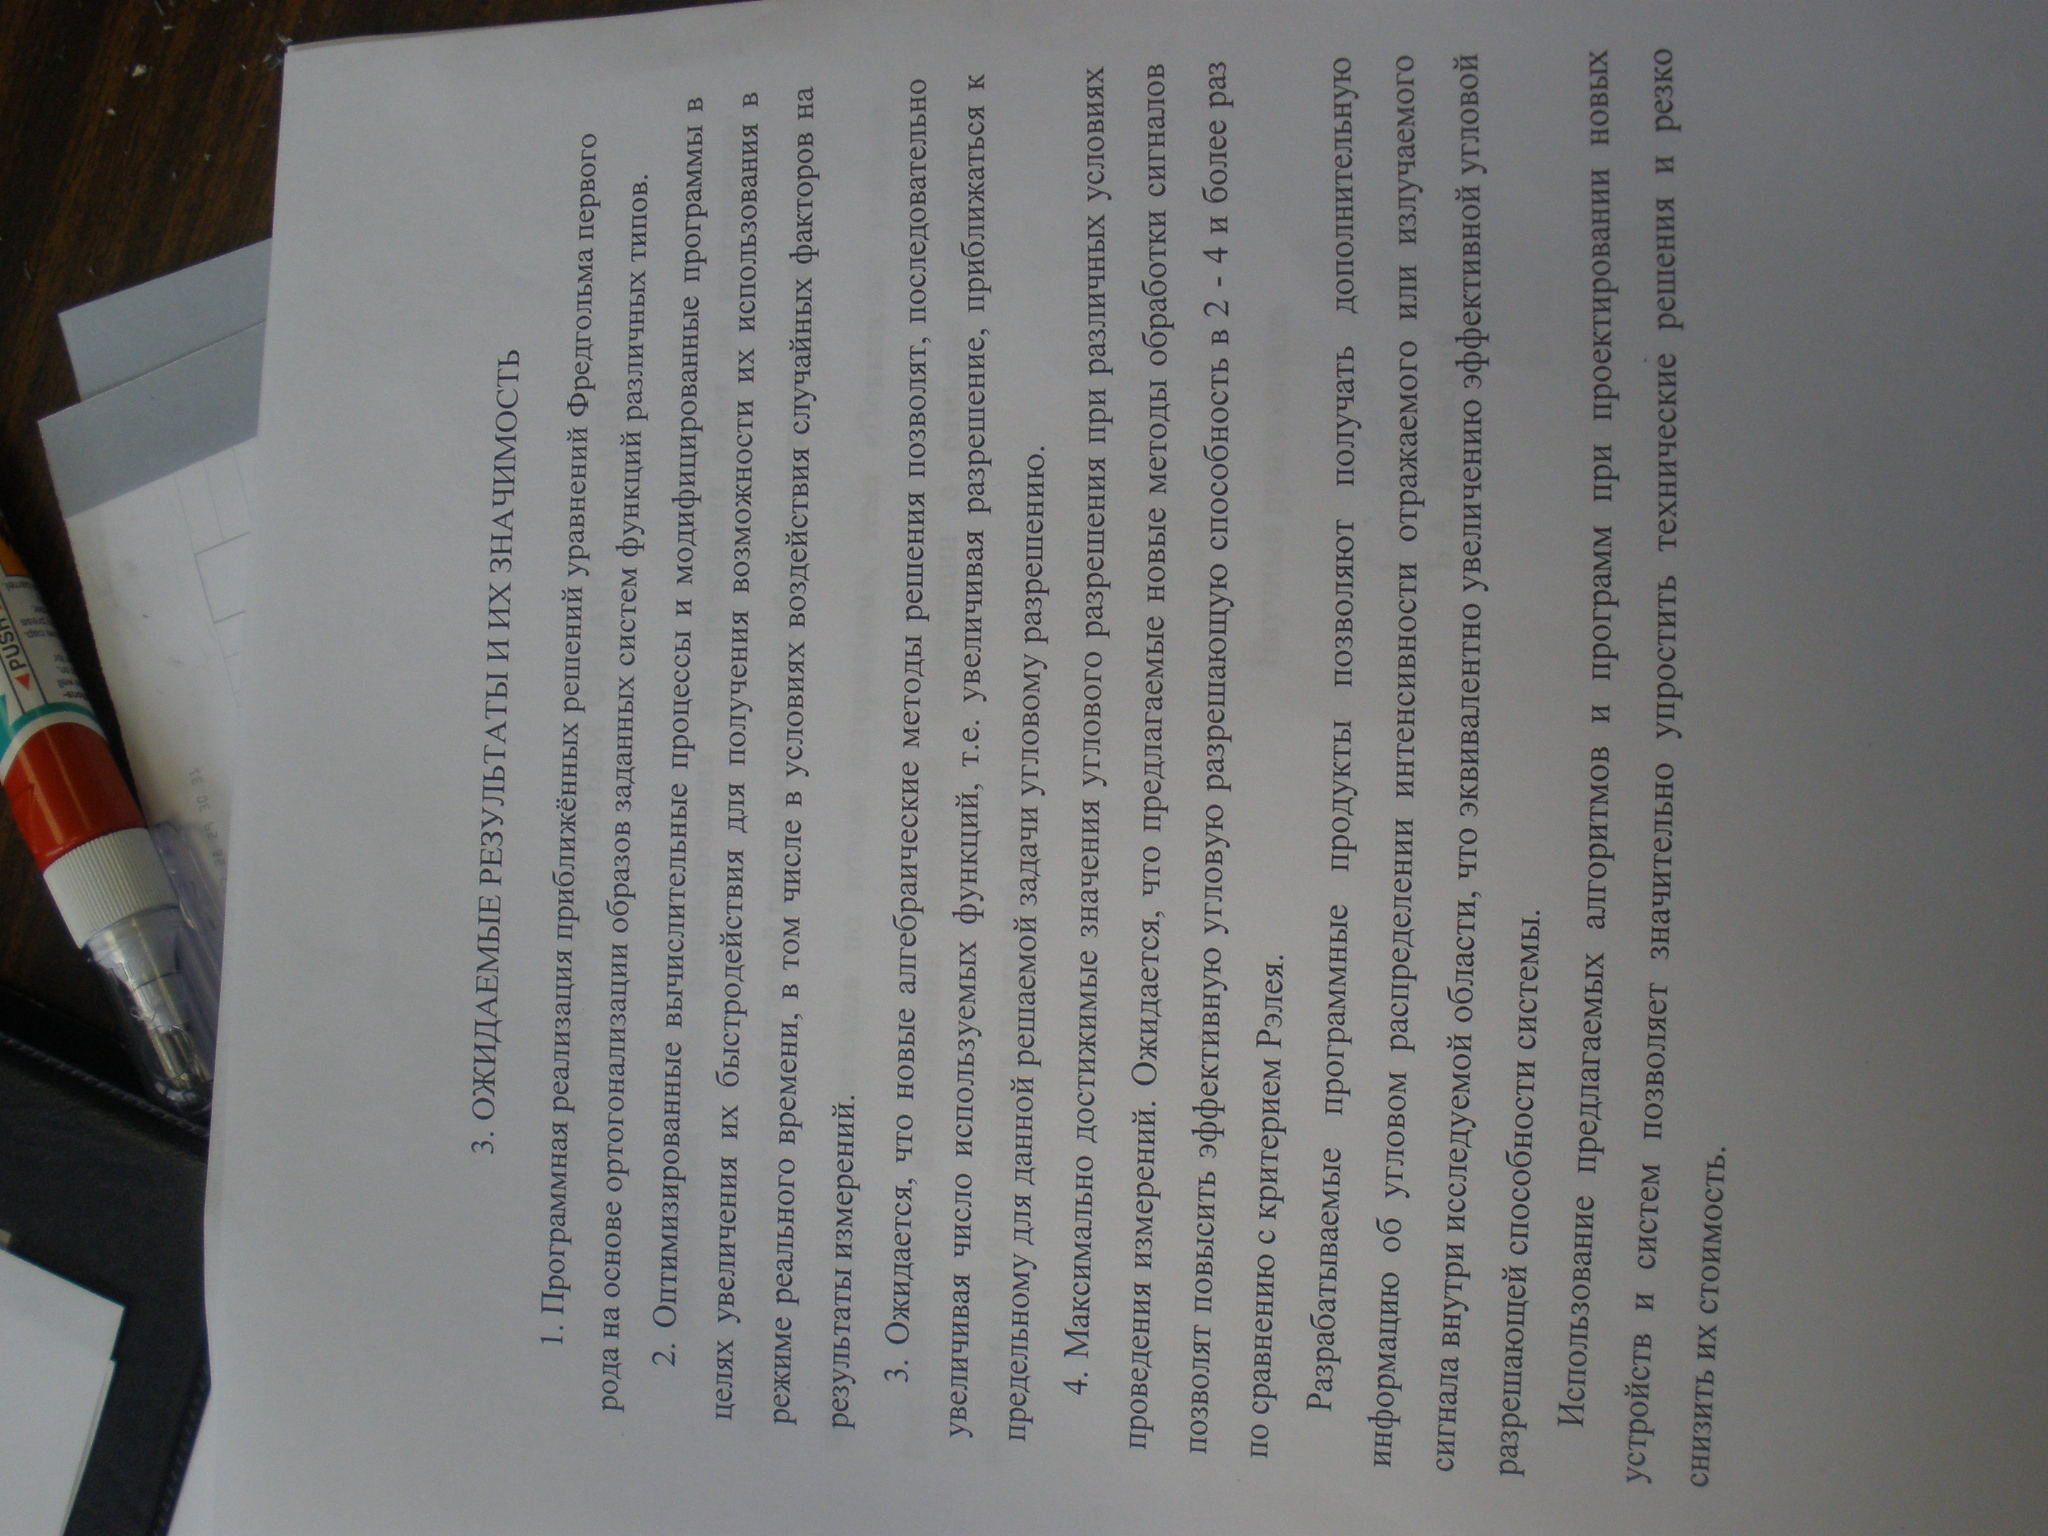 3. ОЖИДАЕМЫЕ РЕЗУЛЬТАТЫ И ИХ ЗНАЧИМОСТЬ
1. Программная реализация приближённых решений уравнений Фредгольма первого
рода на основе ортогонализации образов заданных систем функций различных типов.
2. Оптимизированные вычислительные процессы и модифицированные программы в
целях увеличения их быстродействия для получения возможности их использования в
режиме реального времени, в том числе в условиях воздействия случайных факторов на
результаты измерений.
3. Ожидается, что новые алгебраические методы решения позволят, последовательно
увеличивая число используемых функций, т.е. увеличивая разрешение, приближаться к
предельному для данной решаемой задачи угловому разрешению.
4. Максимально достижимые значения углового разрешения при различных условиях
проведения измерений. Ожидается, что предлагаемые новые методы обработки сигналов
позволят повысить эффективную угловую разрешающую способность в 2 - 4 и более раз
по сравнению с критерием Рэлея.
Разрабатываемые программные продукты позволяют получать дополнительную
информацию об угловом распределении интенсивности отражаемого или излучаемого
сигнала внутри исследуемой области, что эквивалентно увеличению эффективной угловой
разрешающей способности системы.
Использование предлагаемых алгоритмов и программ при проектировании новых
устройств и систем позволяет значительно упростить технические решения и резко
снизить их стоимость.
PUSH
28 29 30 31